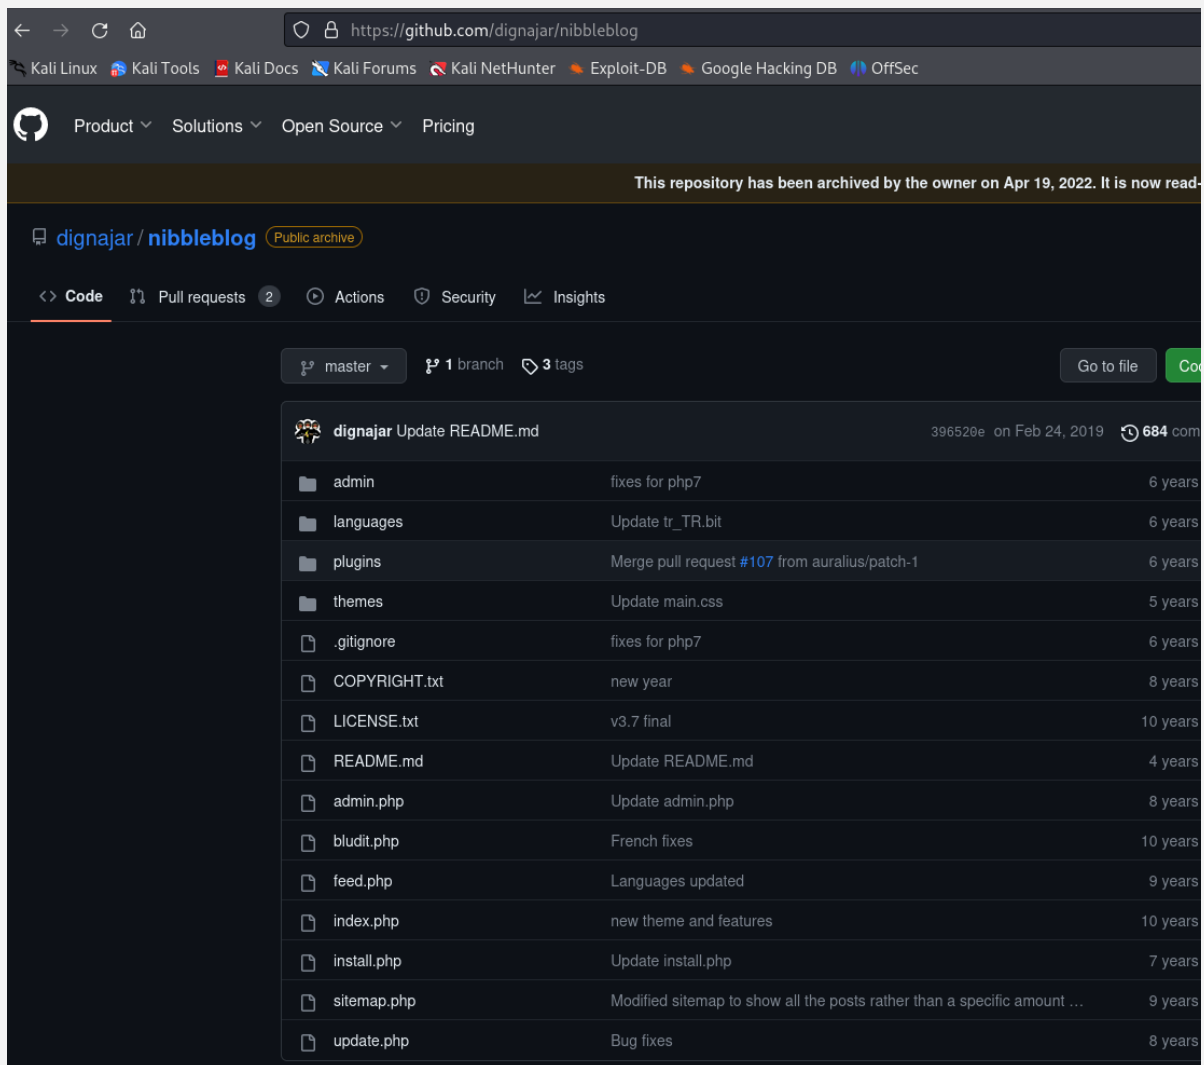 https://github.com/dignajar/nibbleblog
Kali Linux Kali Tools Kali Docs Kali Forums Kali NetHunter Exploit-DB Google Hacking DB OffSec
Product Solutions Open Source Pricing
This repository has been archived by the owner on Apr 19, 2022. It is now read-
dignajar / nibbleblog Public archive
Code Pull requests 2 Actions Security Insights
master 1 branch 3 tags Go to file
dignajar Update README.md 396520e on Feb 24, 2019 684 com
admin fixes for php7 6 years
languages Update tr_TR.bit 6 years
plugins Merge pull request #107 from auralius/patch-1 6 years
themes Update main.css 5 years
.gitignore fixes for php7 6 years
COPYRIGHT.txt new year 8 years
LICENSE.txt v3.7 final 10 years
README.md Update README.md 4 years
admin.php Update admin.php 8 years
bludit.php French fixes 10 years
feed.php Languages updated 9 years
index.php new theme and features 10 years
install.php Update install.php 7 years
sitemap.php Modified sitemap to show all the posts rather than a specific amount … 9 years
update.php Bug fixes 8 years